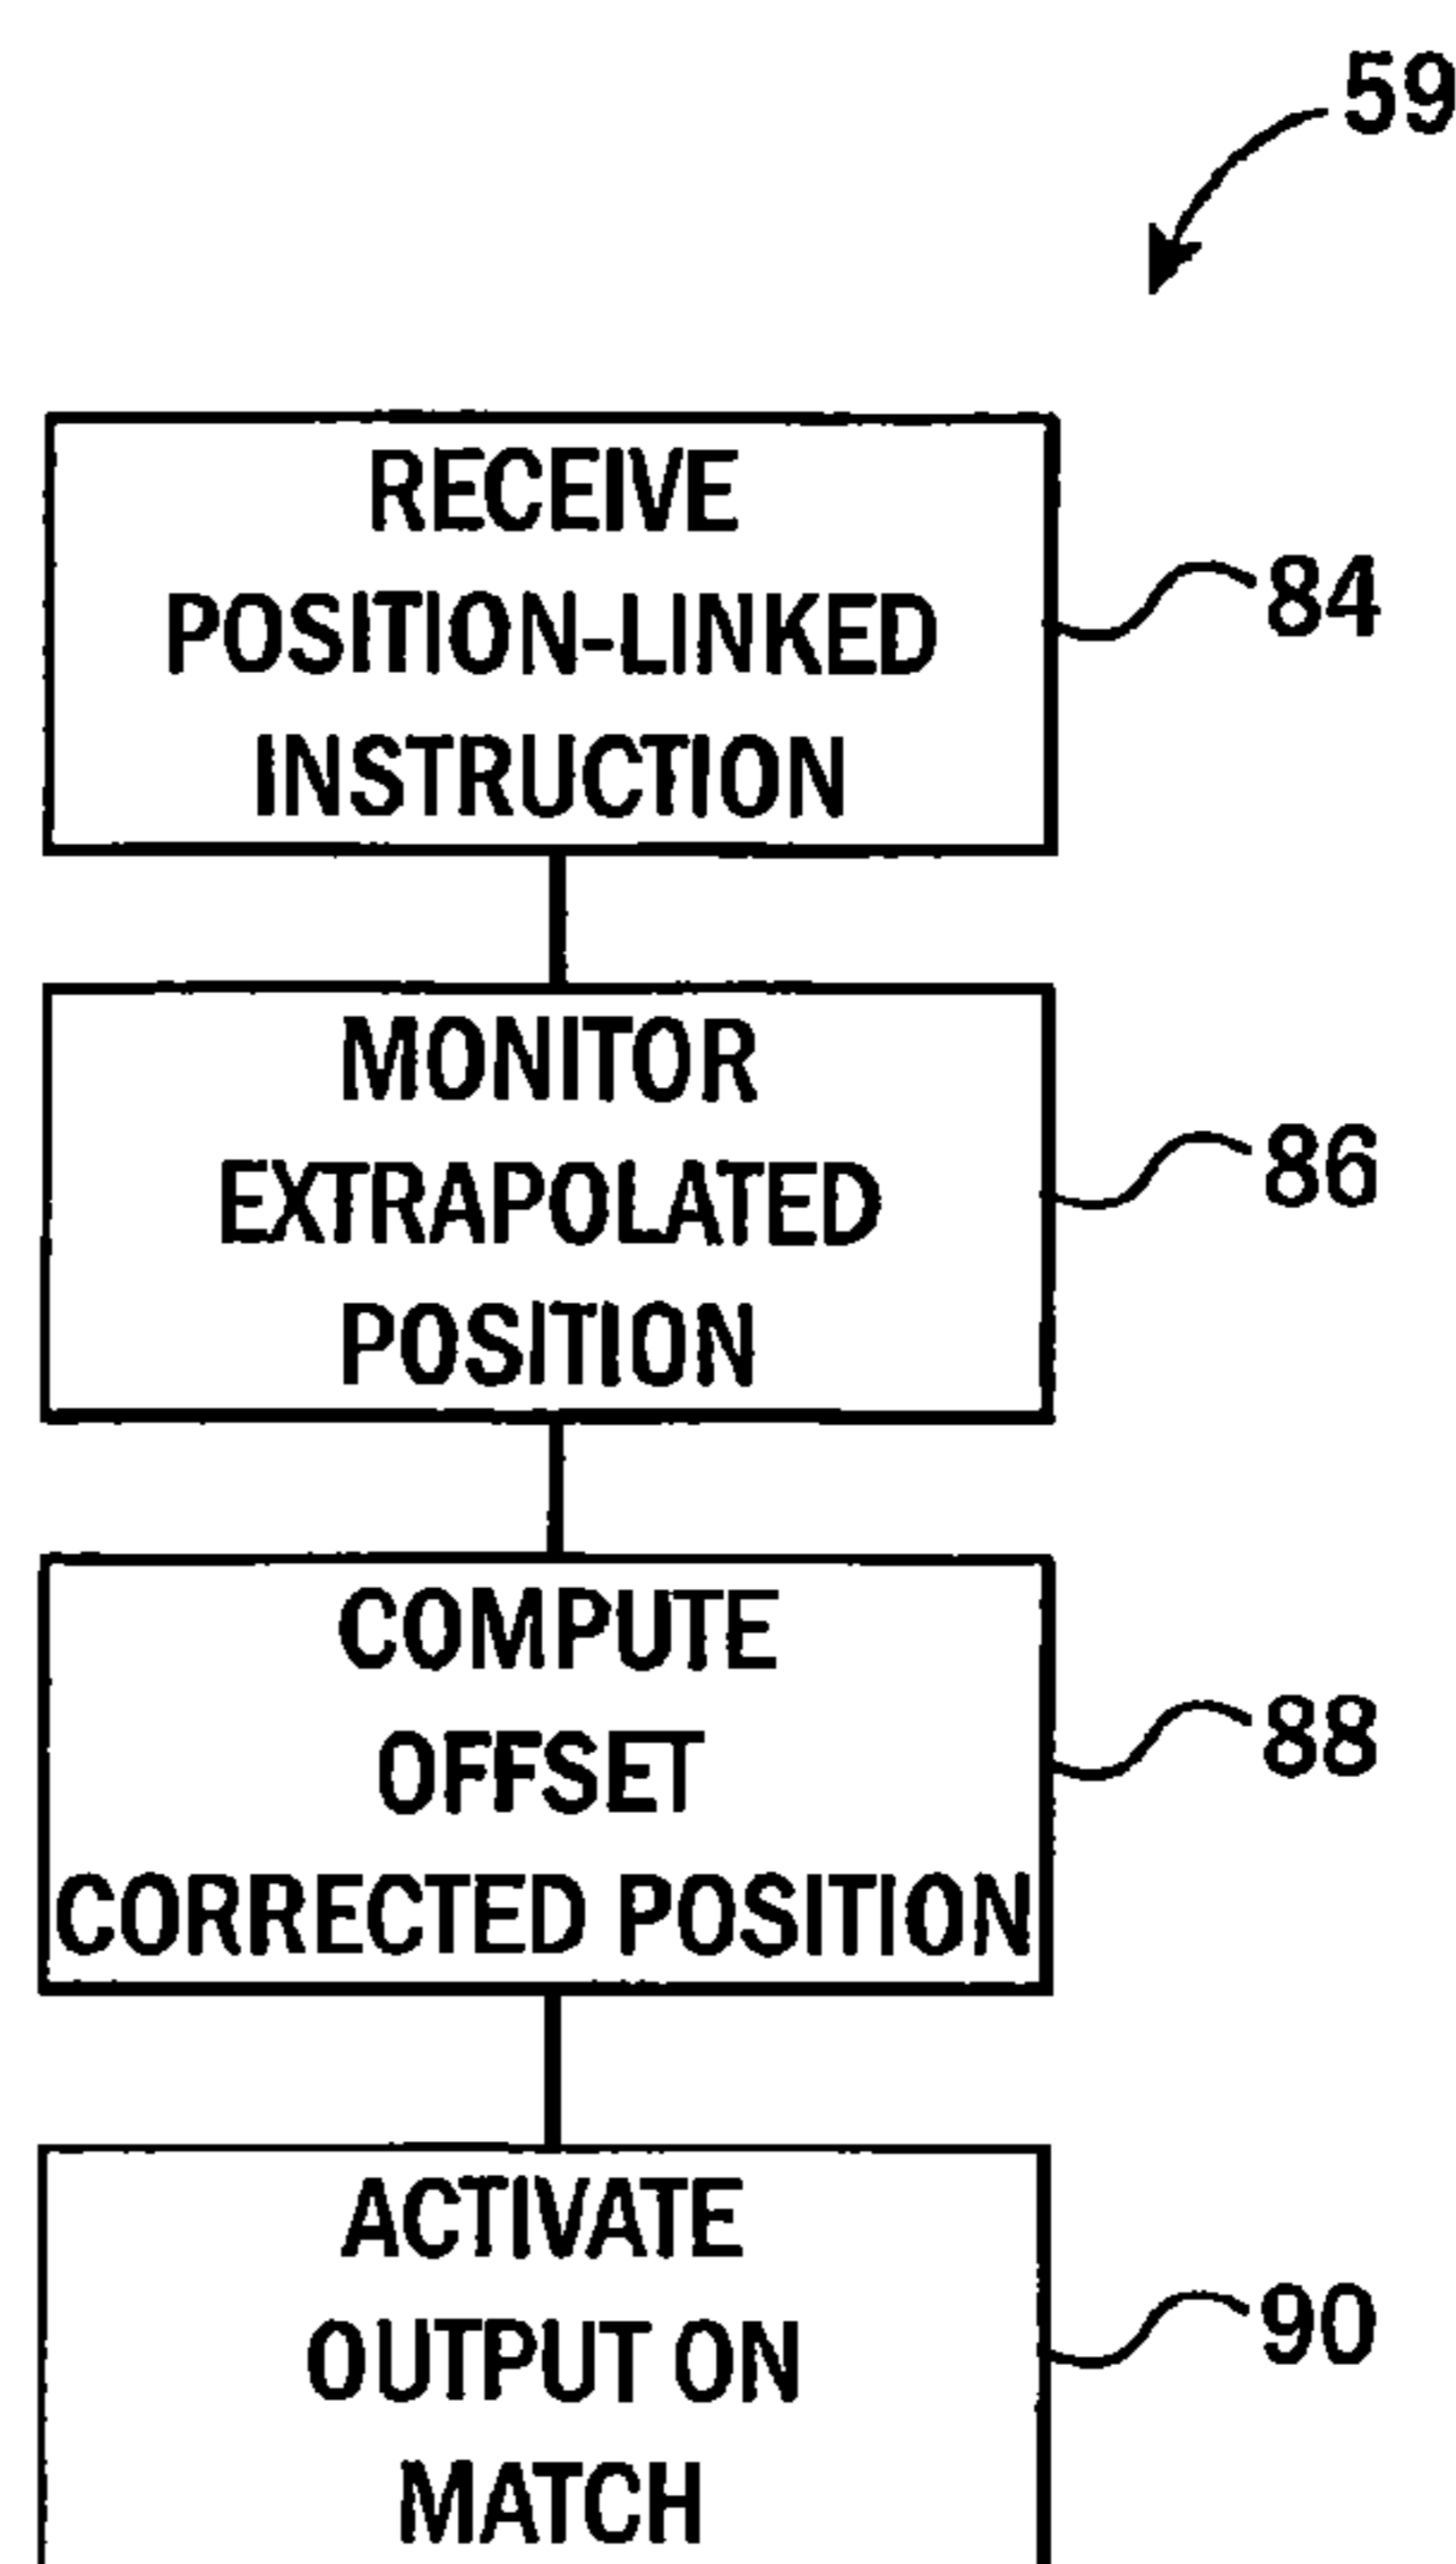 59
RECEIVE
POSITION-LINKED
INSTRUCTION
84
MONITOR
EXTRAPOLATED
POSITION
86
COMPUTE
OFFSET
CORRECTED POSITION
88
ACTIVATE
OUTPUT ON
MATCH
90